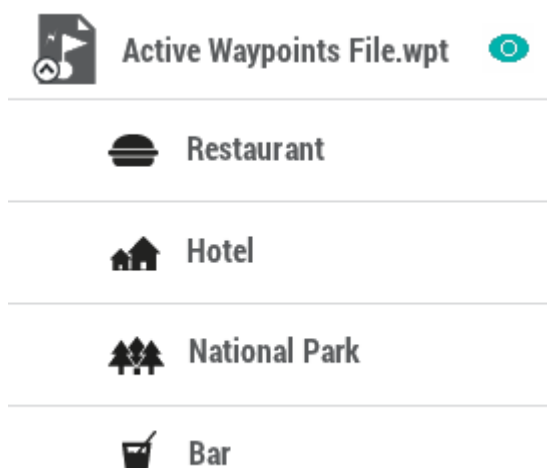 Active Waypoints File.wpt
Restaurant
Hotel
National Park
Bar